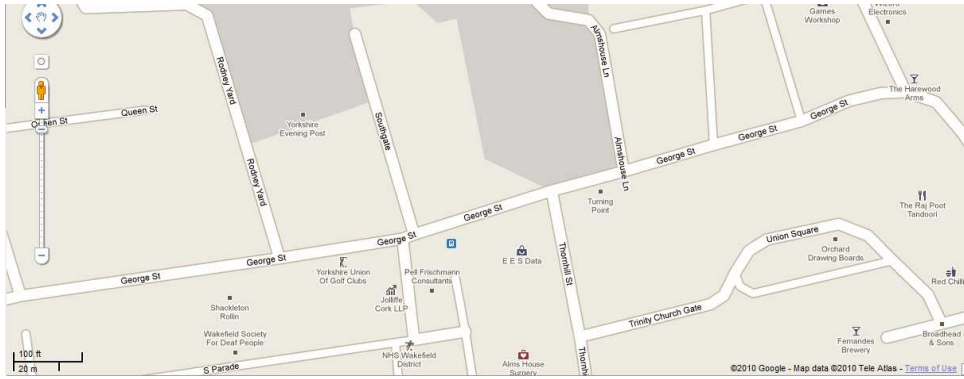 Games
Workshop
Electronics
The Harewood
Arms
Almshouse Ln
Rodney Yard
Queen St
Queen St
Yorkshire
Evening Post
Southgate
George St
George St
Almshouse Ln
Rodney Yard
Turning
Point
The Raj Poot
Tandoori
George St
George St
George St
Union Square
Orchard
Drawing Boards
E E S Data
Thornhill St
Yorkshire Union
Of Golf Clubs
Pell Frischmann
Consultants
Red Chilli
Jolliffe
Cork LLP
Shackleton
Rollin
Trinity Church Gate
Wakefield Society
For Deaf People
Fernandes
Brewery
Broadhead
& Sons
NHS Wakefield
District
Alms House
Surgery
Thornhill
S Parade
100 ft
20 m
©2010 Google - Map data ©2010 Tele Atlas - Terms of Use